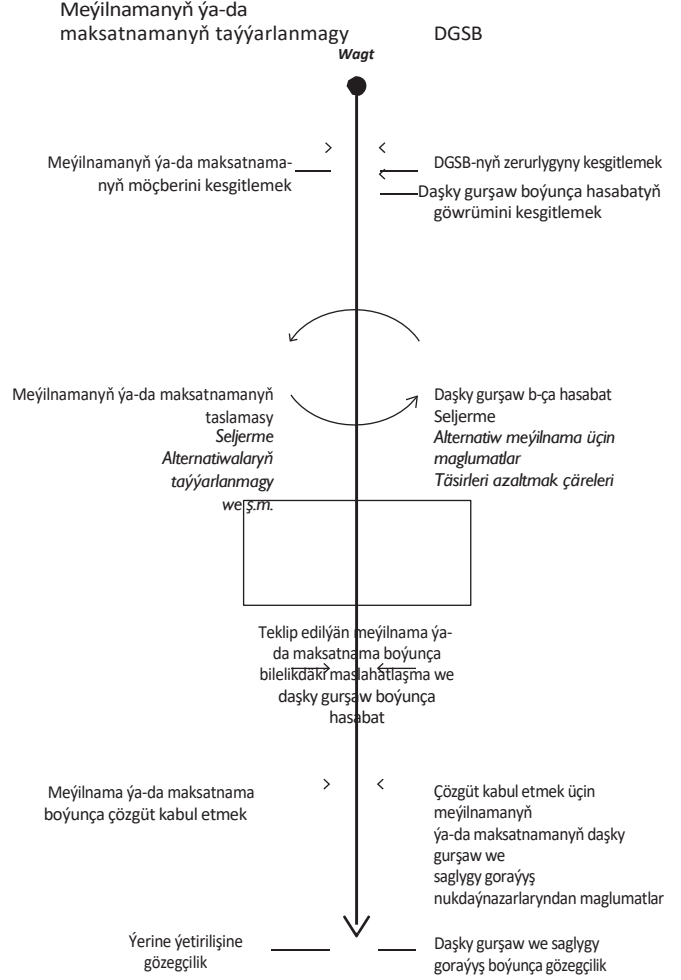 Meýilnamanyň ýa-da
maksatnamanyň taýýarlanmagy
DGSB
Wagt
Meýilnamanyň ýa-da maksatnama-
nyň möçberini kesgitlemek
DGSB-nyň zerurlygyny kesgitlemek
Daşky gurşaw boýunça hasabatyň
göwrümini kesgitlemek
Meýilnamanyň ýa-da maksatnamanyň
taslamasy
Seljerme
Alternatiwalaryň
taýýarlanmagy
we ş.m.
Daşky gurşaw b-ça hasabat
Seljerme
Alternatiw meýilnama üçin
maglumatlar
Täsirleri azaltmak çäreleri
Teklip edilýän meýilnama ýa-
da maksatnama boýunça
bilelikdäki maslahatlaşma we
daşky gurşaw boýunça
hasabat
Meýilnama ýa-da maksatnama
boýunça çözgüt kabul etmek
Çözgüt kabul etmek üçin
meýilnamanyň
ýa-da maksatnamanyň daşky
gurşaw we
saglygy goraýyş
nukdaýnazarlaryndan maglumatlar
Ýerine ýetirilişine
gözegçilik
Daşky gurşaw we saglygy
goraýyş boýunça gözegçilik